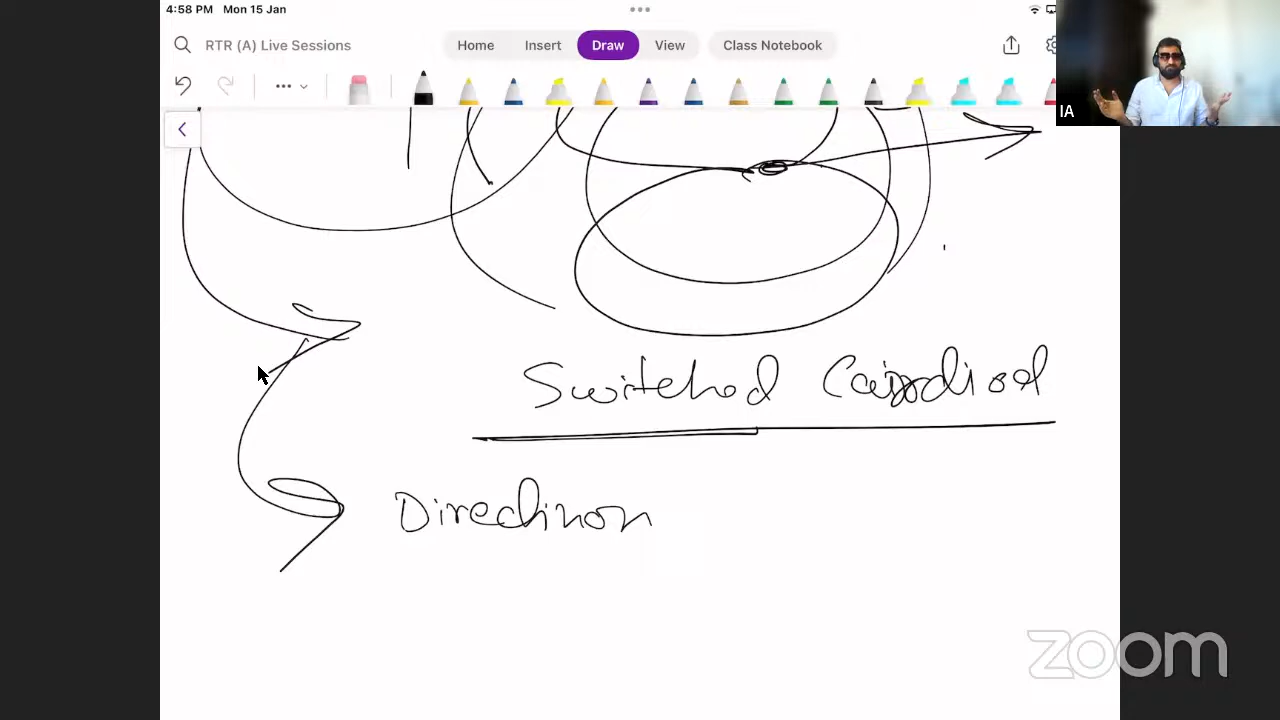 4:58 PM Mon 15 Jan
RTR (A) Live Sessions
Home Insert Draw View Class Notebook
IA
Switched
Direction
zoom